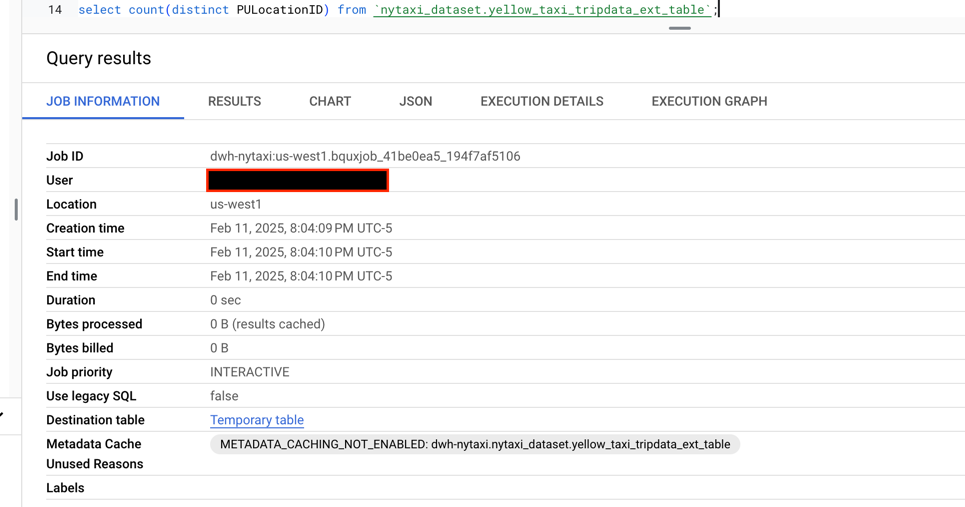 14 select count(distinct PULocationID) from `nytaxi_dataset.yellow_taxi_tripdata_ext_table`;
Query results
JOB INFORMATION RESULTS CHART JSON EXECUTION DETAILS EXECUTION GRAPH
Job ID dwh-nytaxi:us-west1.bquxjob_41be0ea5_194f7af5106
User
Location us-west1
Creation time Feb 11, 2025, 8:04:09 PM UTC-5
Start time Feb 11, 2025, 8:04:10 PM UTC-5
End time Feb 11, 2025, 8:04:10 PM UTC-5
Duration 0 sec
Bytes processed 0 B (results cached)
Bytes billed 0 B
Job priority INTERACTIVE
Use legacy SQL false
Destination table Temporary table
Metadata Cache METADATA_CACHING_NOT_ENABLED: dwh-nytaxi.nytaxi_dataset.yellow_taxi_tripdata_ext_table
Unused Reasons
Labels